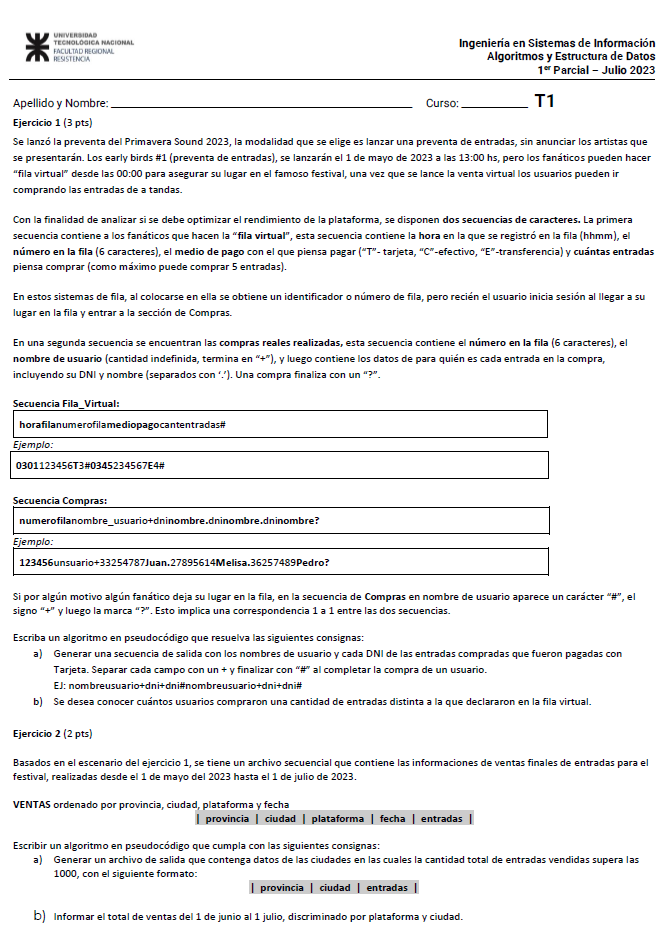 UNIVERSIDAD
TECNOLOGICA NACIONAL
FACULTAD REGIONAL
RESISTENCIA
Ingeniería en Sistemas de Información
Algoritmos y Estructura de Datos
1er Parcial – Julio 2023
Apellido y Nombre: ______ Curso: ______ T1
Ejercicio 1 (3 pts)
Se lanzó la preventa del Primavera Sound 2023, la modalidad que se elige es lanzar una preventa de entradas, sin anunciar los artistas que
se presentarán. Los early birds #1 (preventa de entradas), se lanzarán el 1 de mayo de 2023 a las 13:00 hs, pero los fanáticos pueden hacer
“fila virtual” desde las 00:00 para asegurar su lugar en el famoso festival, una vez que se lance la venta virtual los usuarios pueden ir
comprando las entradas de a tandas.
Con la finalidad de analizar si se debe optimizar el rendimiento de la plataforma, se disponen dos secuencias de caracteres. La primera
secuencia contiene a los fanáticos que hacen la “fila virtual”, esta secuencia contiene la hora en la que se registró en la fila (hhmm), el
número en la fila (6 caracteres), el medio de pago con el que piensa pagar (“T”- tarjeta, “C”-efectivo, “E”-transferencia) y cuántas entradas
piensa comprar (como máximo puede comprar 5 entradas).
En estos sistemas de fila, al colocarse en ella se obtiene un identificador o número de fila, pero recién el usuario inicia sesión al llegar a su
lugar en la fila y entrar a la sección de Compras.
En una segunda secuencia se encuentran las compras reales realizadas, esta secuencia contiene el número en la fila (6 caracteres), el
nombre de usuario (cantidad indefinida, termina en “+”), y luego contiene los datos de para quién es cada entrada en la compra,
incluyendo su DNI y nombre (separados con ‘.’). Una compra finaliza con un “?”.
Secuencia Fila_Virtual:
horafilanumerofilamediopagocantentradas#
Ejemplo:
0301123456T3#0345234567E4#
Secuencia Compras:
numerofilanombre_usuario+dninombre.dninombre.dninombre?
Ejemplo:
123456unsuario+33254787Juan.27895614Melisa.36257489Pedro?
Si por algún motivo algún fanático deja su lugar en la fila, en la secuencia de Compras en nombre de usuario aparece un carácter “#”, el
signo “+” y luego la marca “?”. Esto implica una correspondencia 1 a 1 entre las dos secuencias.
Escriba un algoritmo en pseudocódigo que resuelva las siguientes consignas:
a) Generar una secuencia de salida con los nombres de usuario y cada DNI de las entradas compradas que fueron pagadas con
Tarjeta. Separar cada campo con un + y finalizar con “#” al completar la compra de un usuario.
EJ: nombreusuario+dni+dni#nombreusuario+dni+dni#
b) Se desea conocer cuántos usuarios compraron una cantidad de entradas distinta a la que declararon en la fila virtual.
Ejercicio 2 (2 pts)
Basados en el escenario del ejercicio 1, se tiene un archivo secuencial que contiene las informaciones de ventas finales de entradas para el
festival, realizadas desde el 1 de mayo del 2023 hasta el 1 de julio de 2023.
VENTAS ordenado por provincia, ciudad, plataforma y fecha
| provincia | ciudad | plataforma | fecha | entradas |
Escribir un algoritmo en pseudocódigo que cumpla con las siguientes consignas:
a) Generar un archivo de salida que contenga datos de las ciudades en las cuales la cantidad total de entradas vendidas supera las
1000, con el siguiente formato:
| provincia | ciudad | entradas |
b) Informar el total de ventas del 1 de junio al 1 julio, discriminado por plataforma y ciudad.